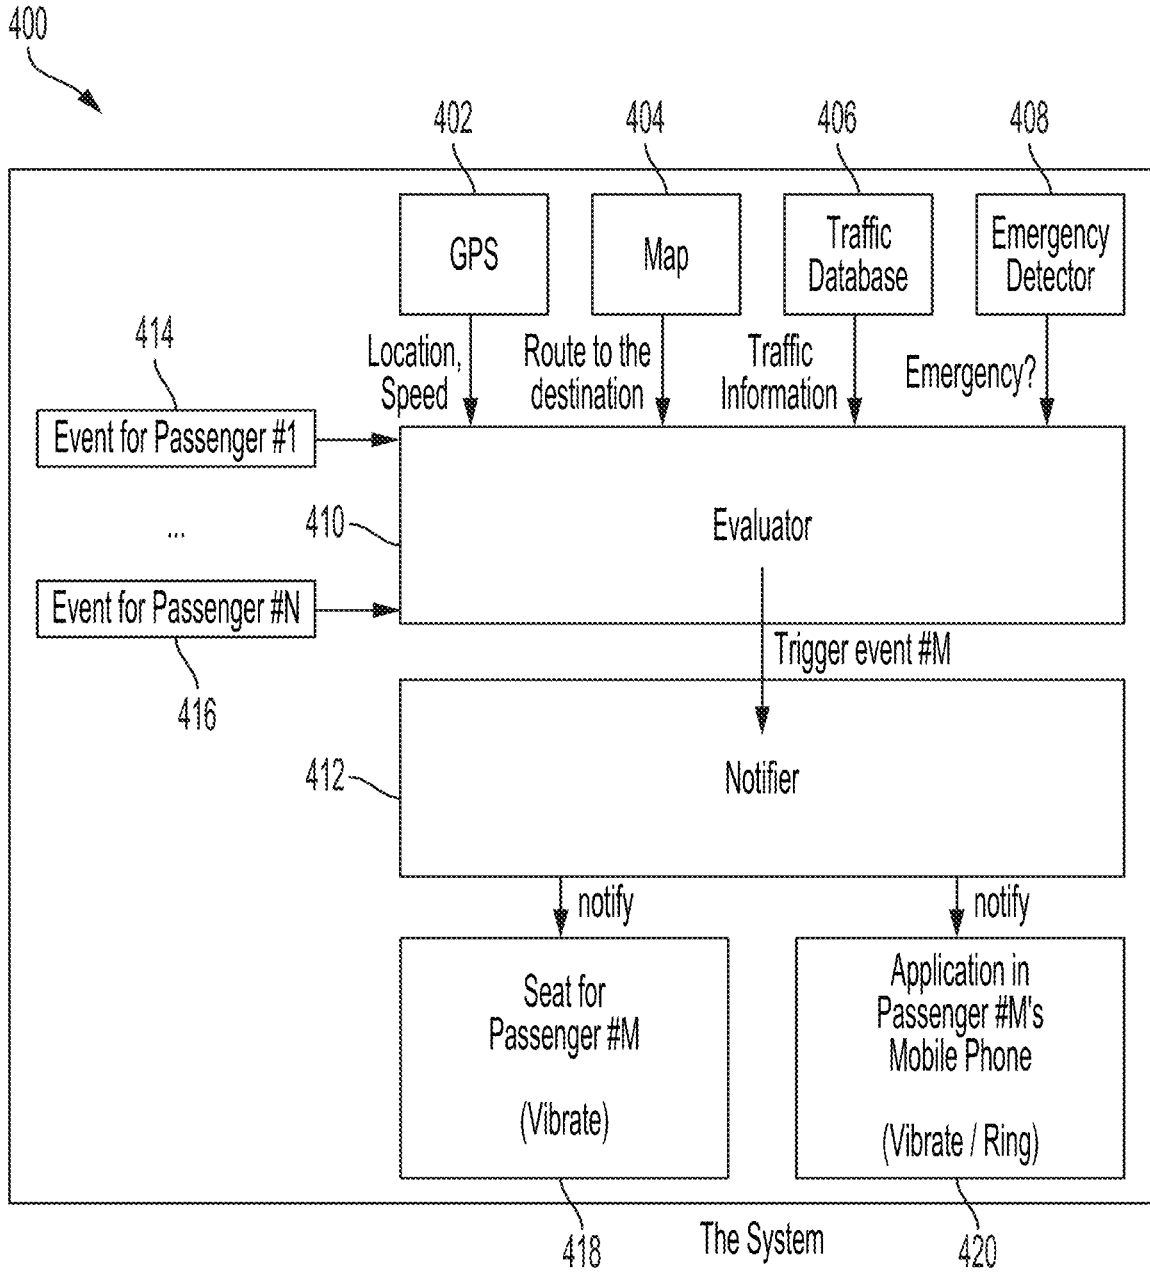 400
402
404
406
408
GPS
Map
Traffic
Database
Emergency
Detector
414
Location,
Speed
Route to the
destination
Traffic
Information
Emergency?
Event for Passenger #1
...
410
Evaluator
Event for Passenger #N
416
Trigger event #M
412
Notifier
notify
notify
Seat for
Passenger #M
(Vibrate)
Application in
Passenger #M's
Mobile Phone
(Vibrate / Ring)
418
The System
420